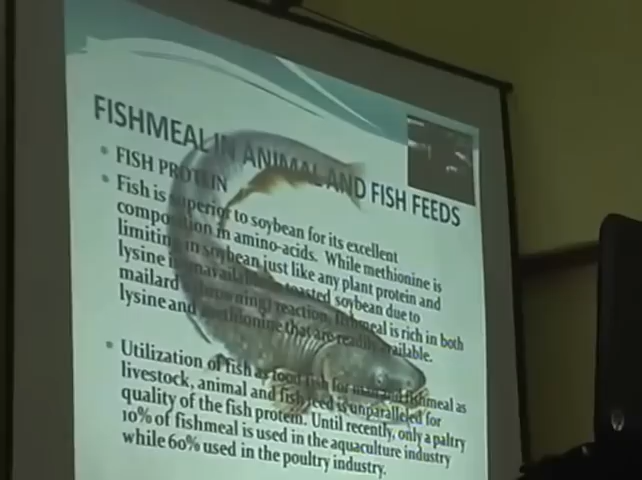 FISHMEAL IN ANIMAL AND FISH FEEDS
• FISH PROTEIN
• Fish is superior to soybean for its excellent
composition in amino-acids. While methionine is
limiting in soybean just like any plant protein and
lysine is unavailable in toasted soybean due to
mailard (browning) reaction, fishmeal is rich in both
lysine and methionine that are readily available.
• Utilization of fish as food fish for man and fishmeal as
livestock, animal and fish feed is unparalleled for
quality of the fish protein. Until recently, only a paltry
10% of fishmeal is used in the aquaculture industry
while 60% used in the poultry industry.